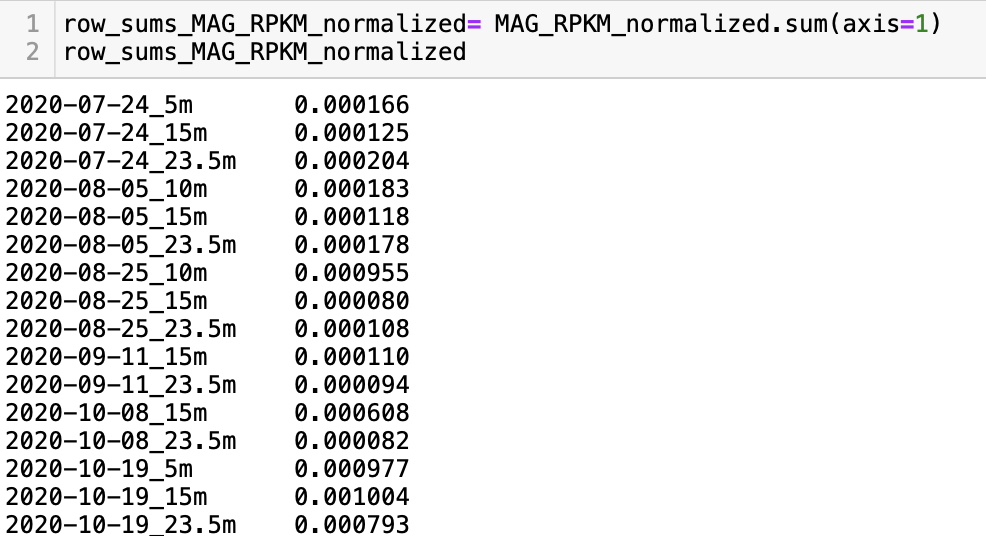 1 row_sums_MAG_RPKM_normalized= MAG_RPKM_normalized.sum(axis=1)
2 row_sums_MAG_RPKM_normalized
2020-07-24_5m 0.000166
2020-07-24_15m 0.000125
2020-07-24_23.5m 0.000204
2020-08-05_10m 0.000183
2020-08-05_15m 0.000118
2020-08-05_23.5m 0.000178
2020-08-25_10m 0.000955
2020-08-25_15m 0.000080
2020-08-25_23.5m 0.000108
2020-09-11_15m 0.000110
2020-09-11_23.5m 0.000094
2020-10-08_15m 0.000608
2020-10-08_23.5m 0.000082
2020-10-19_5m 0.000977
2020-10-19_15m 0.001004
2020-10-19_23.5m 0.000793